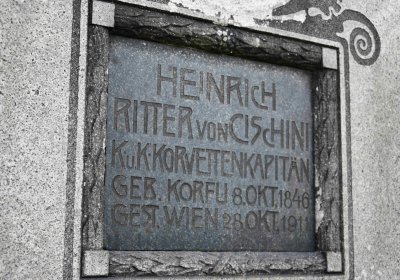 HEINRICH
RITTER VON CISCHINI
K.U.K. KORVETTENKAPITÄN
GEB. KORFU 8.OKT.1846
GEST. WIEN 28.OKT.1911